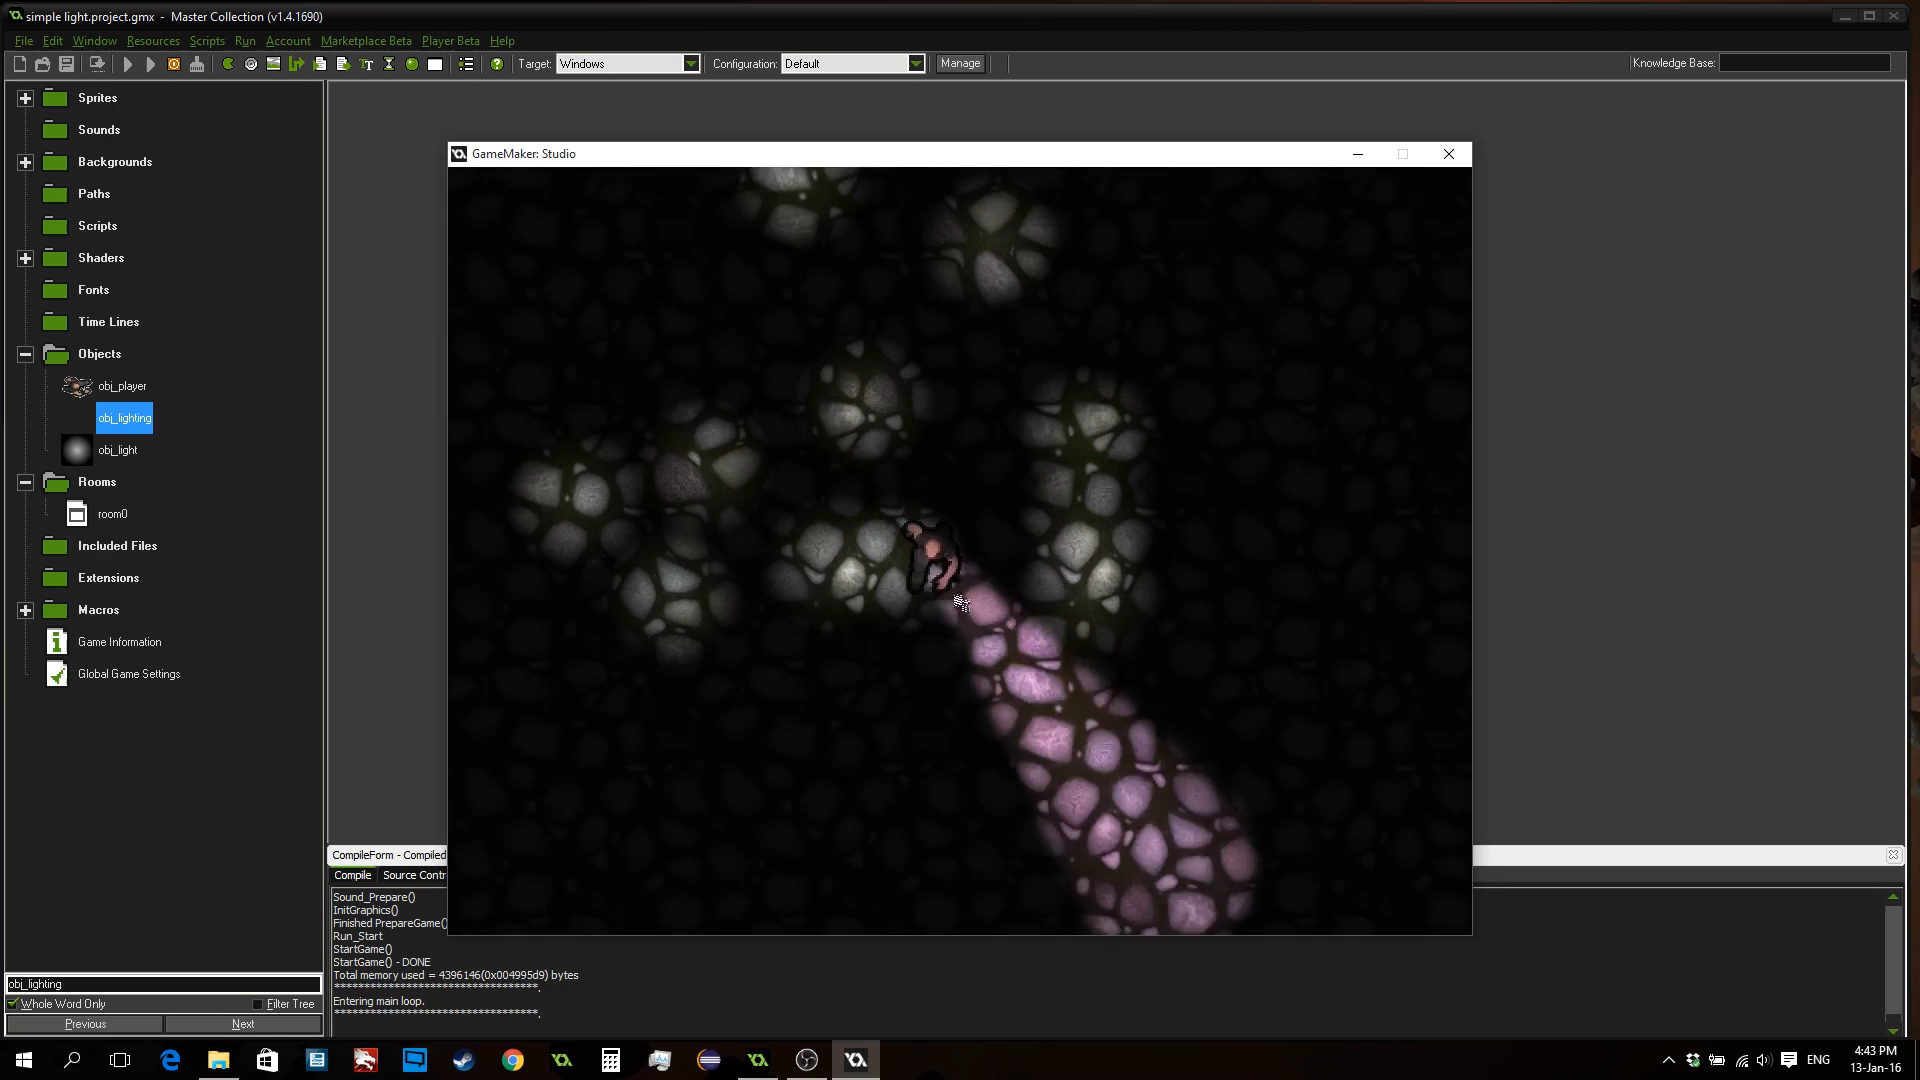 simple light.project.gmx - Master Collection (v1.4.1690)
File Edit Window Resources Scripts Run Account Marketplace Beta Player Beta Help
Target: Windows Configuration: Default Manage Knowledge Base:
Sprites
Sounds
Backgrounds
Paths
Scripts
Shaders
Fonts
Time Lines
Objects
obj_player
obj_lighting
obj_light
Rooms
room0
Included Files
Extensions
Macros
Game Information
Global Game Settings
obj_lighting
Whole Word Only Filter Tree
Previous Next
GameMaker: Studio
CompileForm - Compiled
Compile Source Contr
Sound_Prepare()
InitGraphics()
Finished PrepareGame()
Run_Start
StartGame()
StartGame() - DONE
Total memory used = 4396146(0x004995d9) bytes
**********************************.
Entering main loop.
**********************************.
ENG
4:43 PM
13-Jan-16